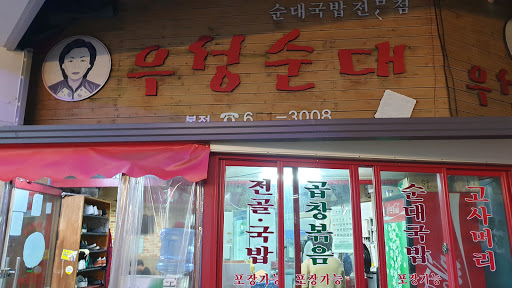 순대국밥전문점
우성순대
본점 ☎6 -3008
전골·국밥
포장가능
곱창볶음
포장가능
순대국밥
포장가능
고사머리